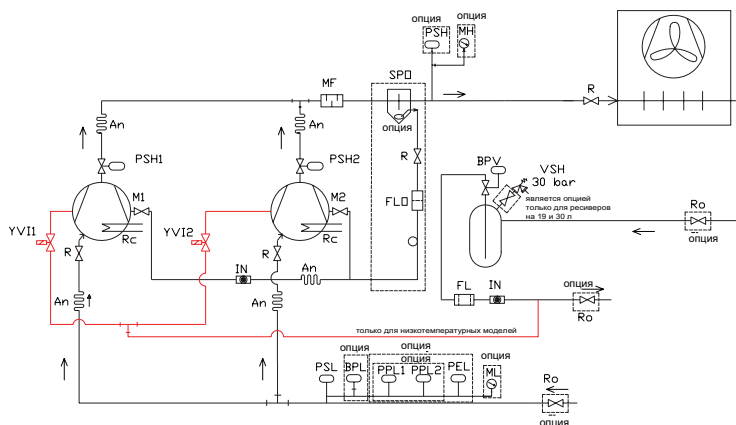 опция
опция
PSH
MH
MF
SPO
R
An
An
опция
PSH1
PSH2
R
BPV
VSH
30 bar
является опцией
только для ресиверов
на 19 и 30 л
M1
M2
FLO
Ro
опция
YVI1
R
Rc
YVI2
R
Rc
IN
An
FL
IN
опция
An
An
Ro
только для низкотемпературных моделей
опция
опция
опция
опция
PSL
BPL
PPL1
PPL2
PEL
ML
Ro
опция